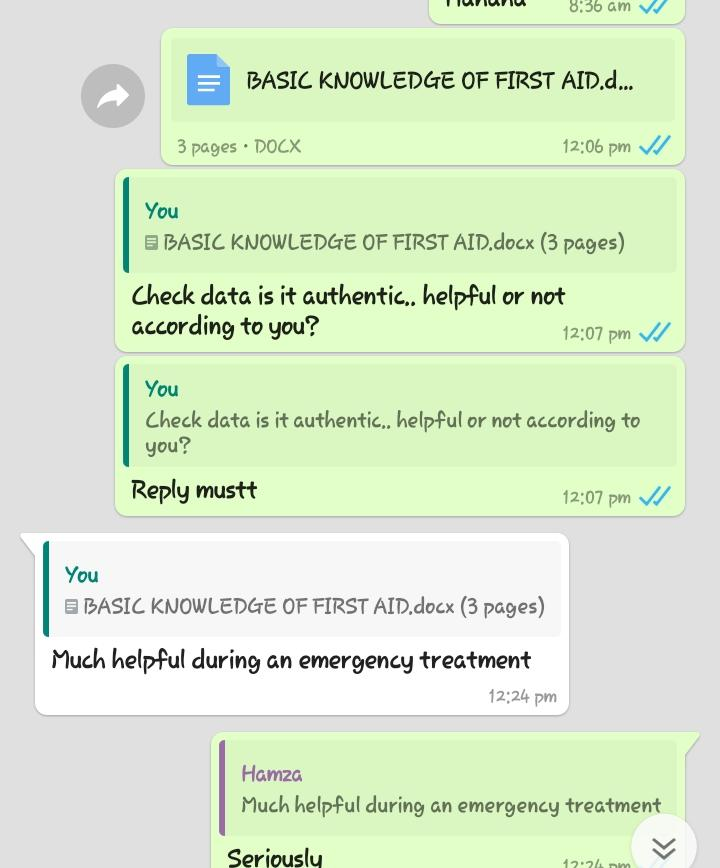 8:36 am
BASIC KNOWLEDGE OF FIRST AID.d...
3 pages • DOCX 12:06 pm
You
BASIC KNOWLEDGE OF FIRST AID.docx (3 pages)
Check data is it authentic.. helpful or not
according to you? 12:07 pm
You
Check data is it authentic.. helpful or not according to
you?
Reply mustt 12:07 pm
You
BASIC KNOWLEDGE OF FIRST AID.docx (3 pages)
Much helpful during an emergency treatment
12:24 pm
Hamza
Much helpful during an emergency treatment
Seriously 12:24 pm